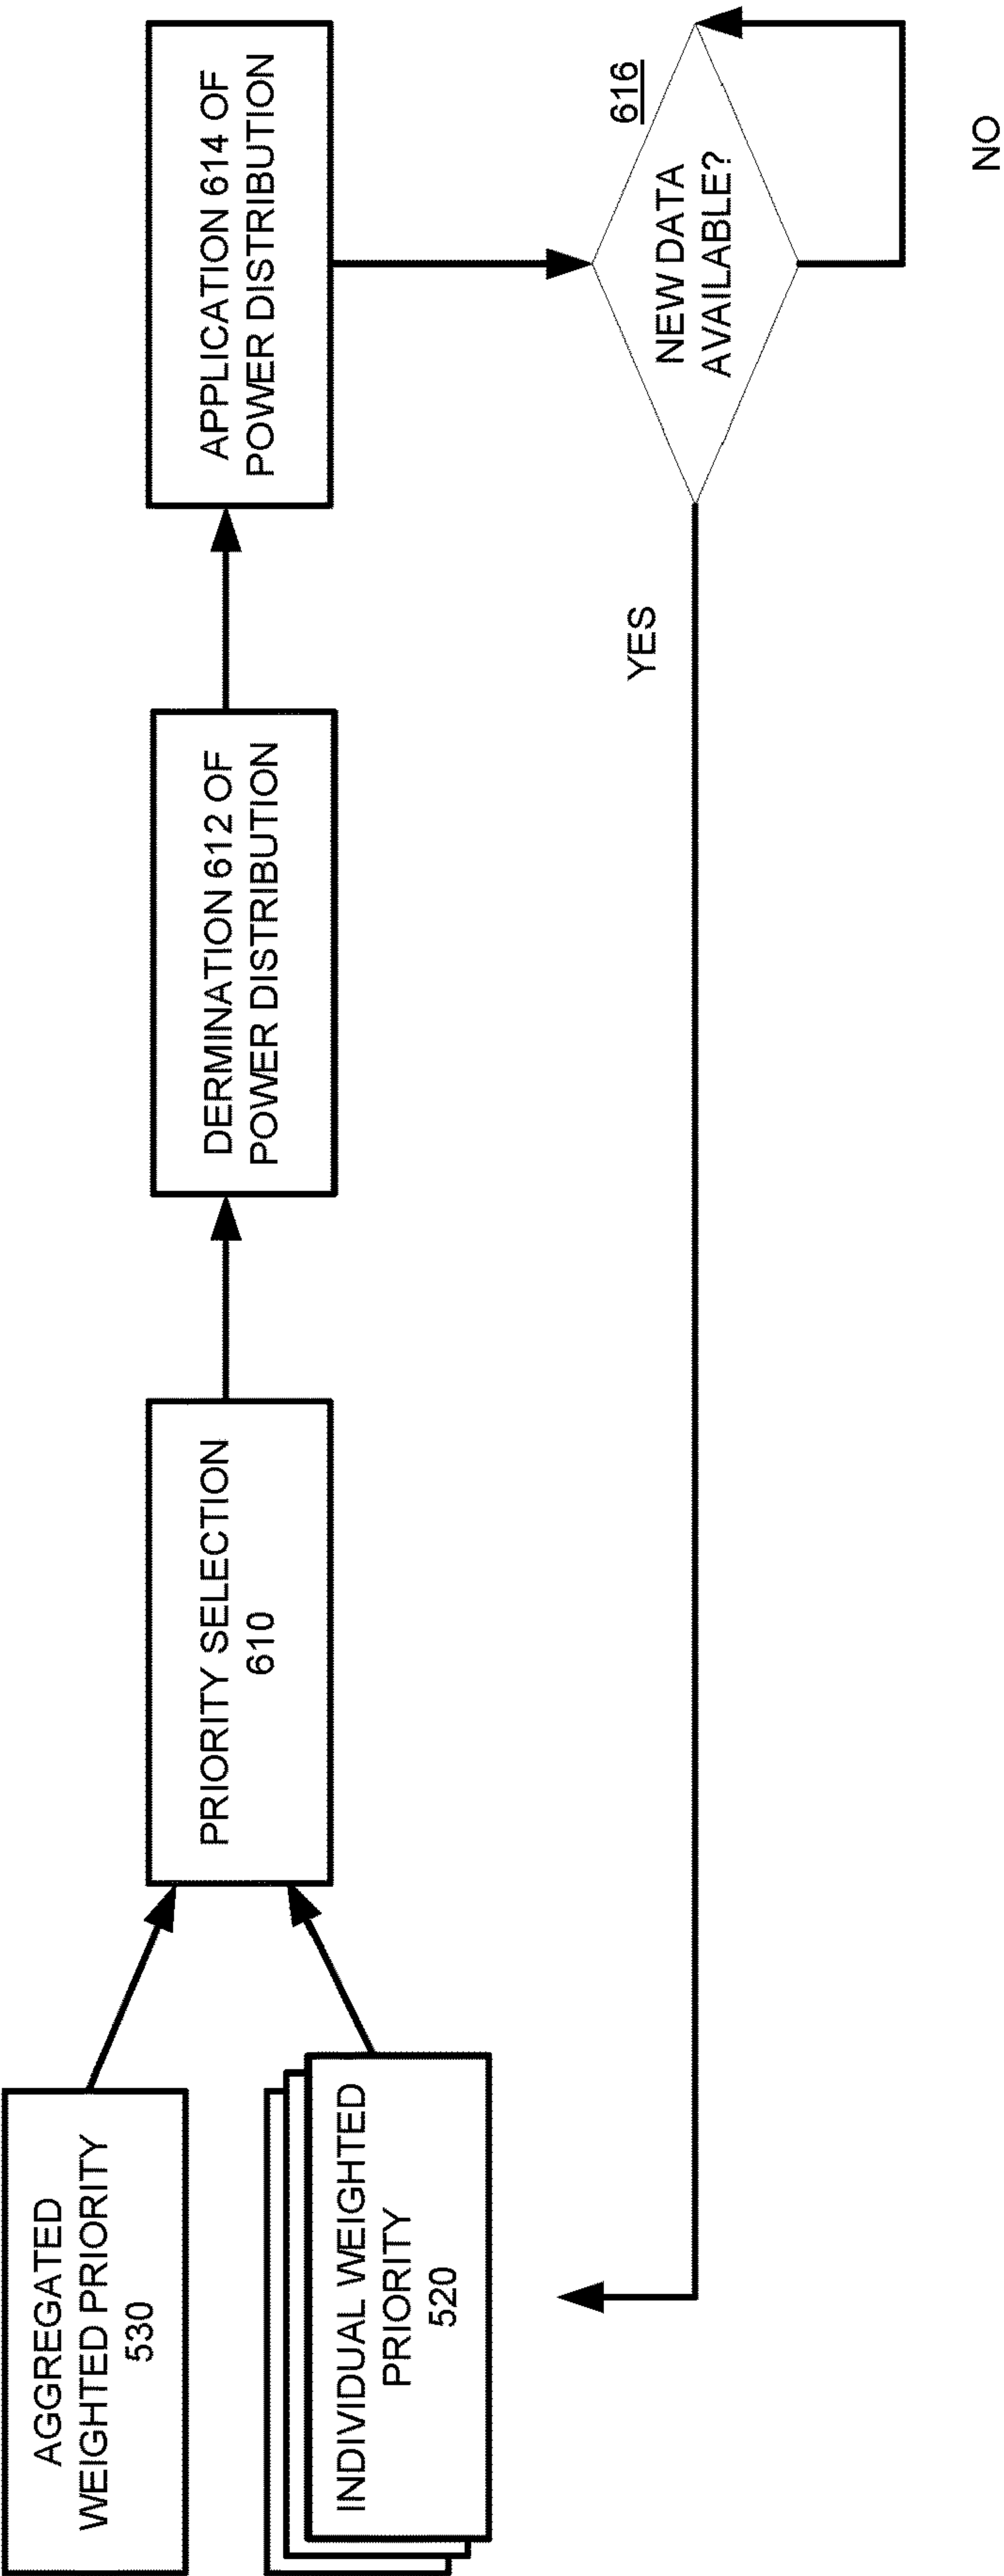 AGGREGATED
WEIGHTED PRIORITY
530
INDIVIDUAL WEIGHTED
PRIORITY
520
PRIORITY SELECTION
610
DERMINATION 612 OF
POWER DISTRIBUTION
APPLICATION 614 OF
POWER DISTRIBUTION
616
NEW DATA
AVAILABLE?
YES
NO